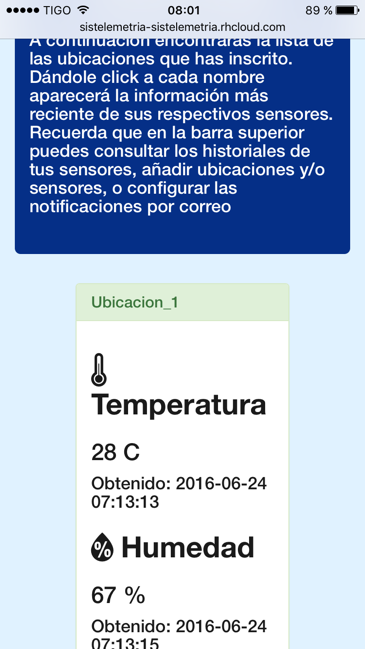 TIGO 08:01 89 %
sistelemetria-sistelemetria.rhcloud.com
A continuación encontrarás la lista de
las ubicaciones que has inscrito.
Dándole click a cada nombre
aparecerá la información más
reciente de sus respectivos sensores.
Recuerda que en la barra superior
puedes consultar los historiales de
tus sensores, añadir ubicaciones y/o
sensores, o configurar las
notificaciones por correo
Ubicacion_1
Temperatura
28 C
Obtenido: 2016-06-24
07:13:13
% Humedad
67 %
Obtenido: 2016-06-24
07:13:15